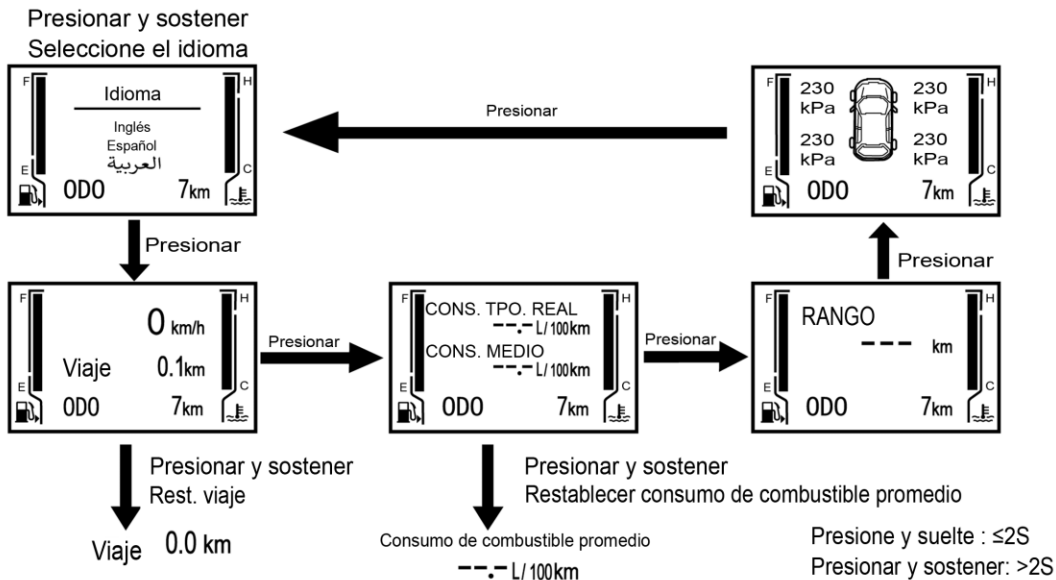 Presionar y sostener
Seleccione el idioma
F
H
Idioma
Inglés
Español
العربية
E
C
ODO 7km
Presionar
F
H
230 kPa
230 kPa
230 kPa
230 kPa
E
C
ODO 7km
Presionar
Presionar
F
H
0 km/h
Viaje 0.1km
E
C
ODO 7km
Presionar
F
H
CONS. TPO. REAL
--.- L/100km
CONS. MEDIO
--.- L/100km
E
C
ODO 7km
Presionar
F
H
RANGO
--- km
E
C
ODO 7km
Presionar y sostener
Rest. viaje
Viaje 0.0 km
Presionar y sostener
Restablecer consumo de combustible promedio
Consumo de combustible promedio
--.- L/100km
Presione y suelte : ≤2S
Presionar y sostener: >2S